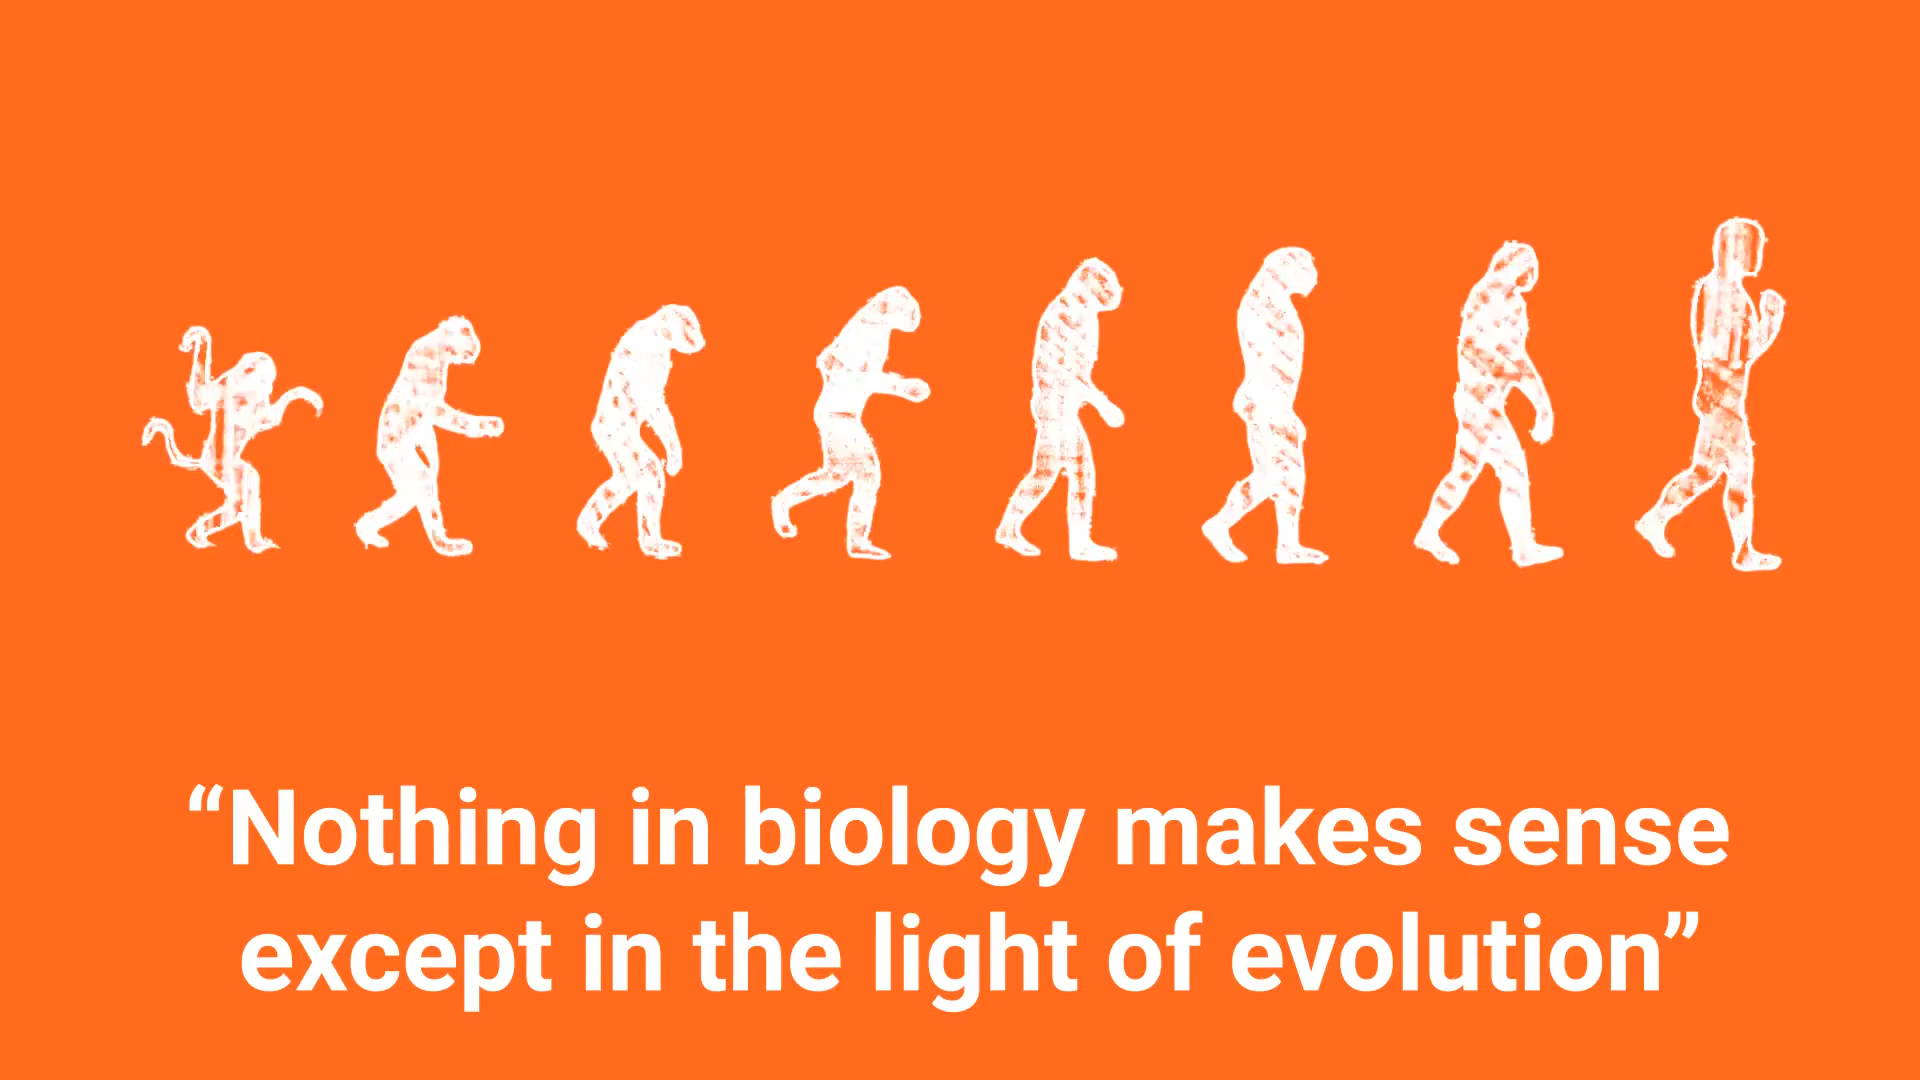 “Nothing in biology makes sense
except in the light of evolution”